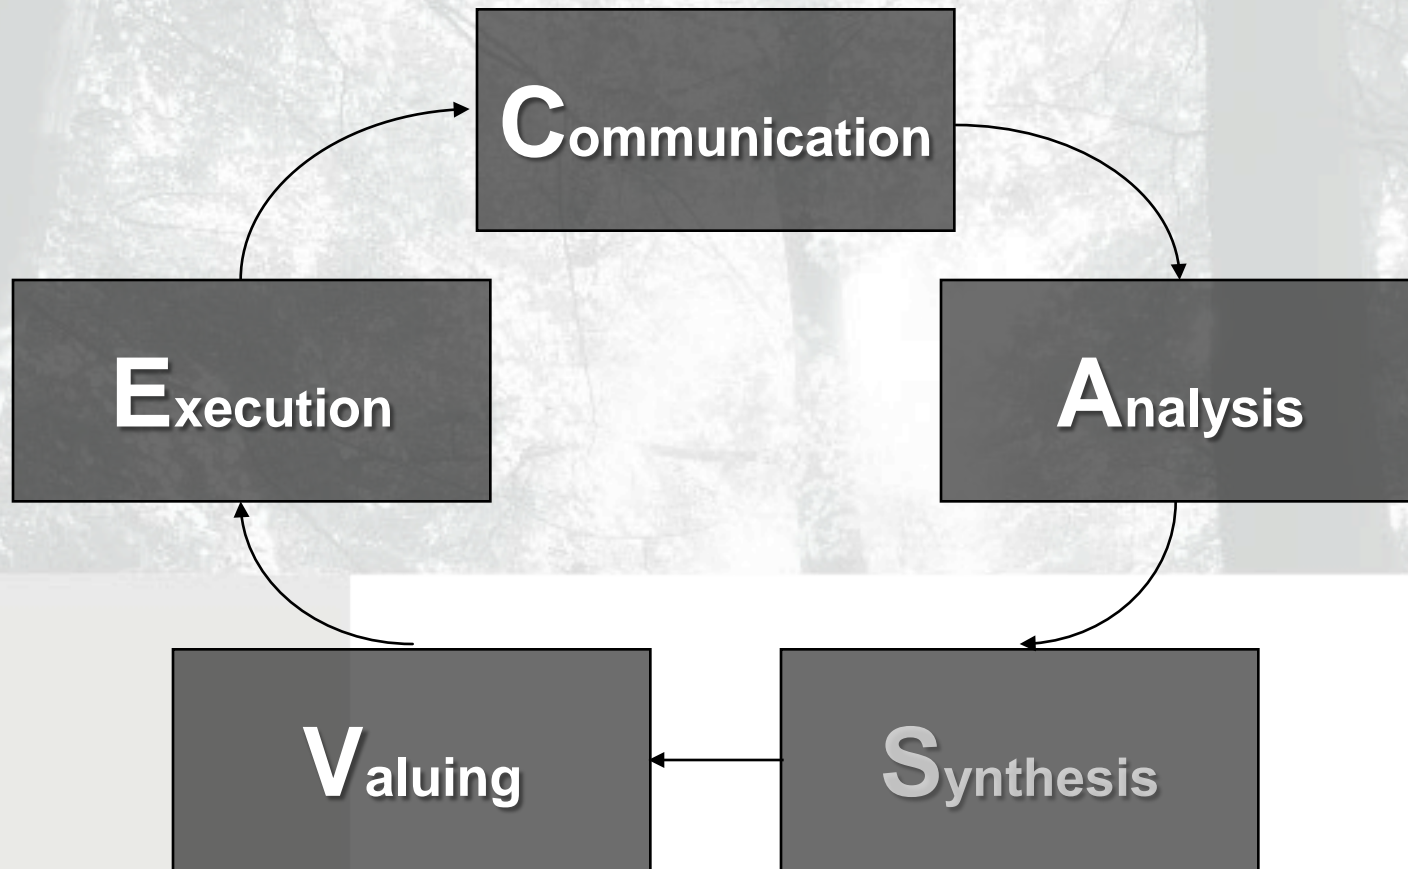 Communication
Execution
Analysis
Valuing
Synthesis